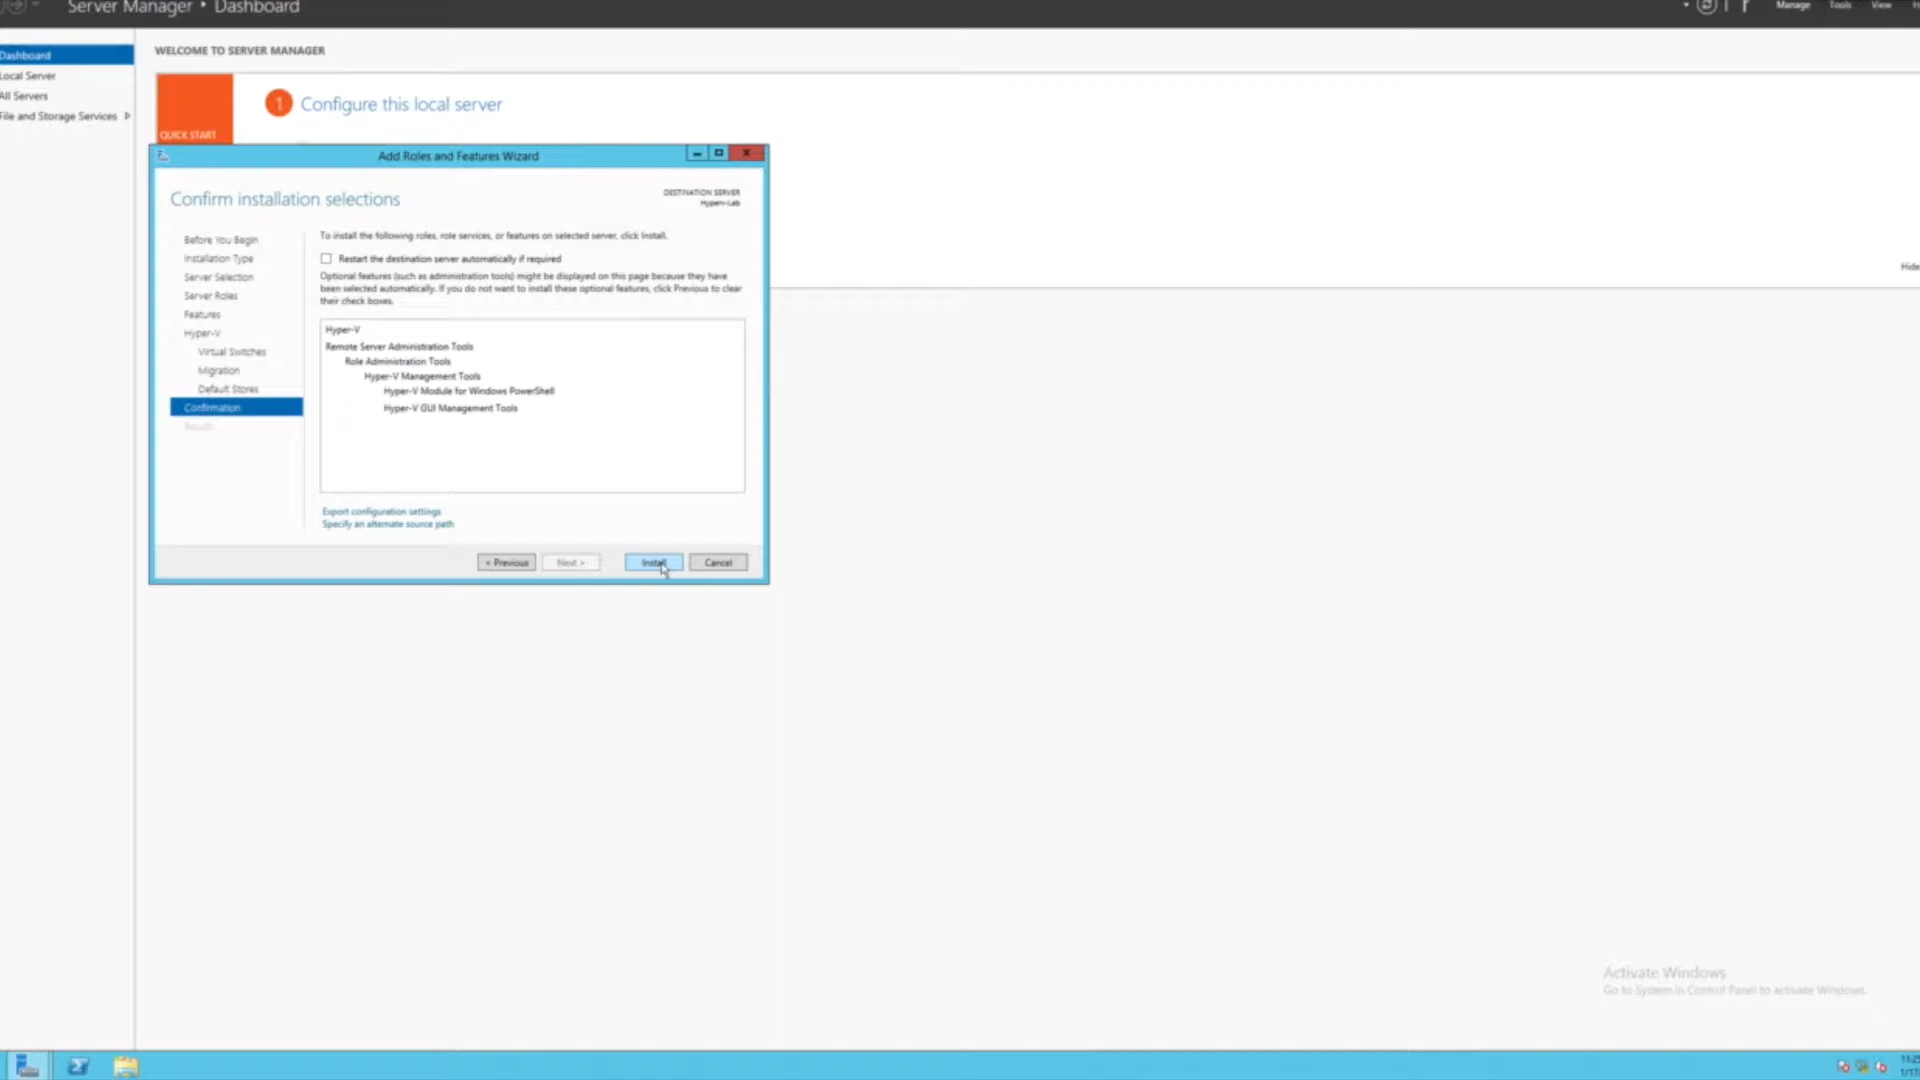 Server Manager • Dashboard
Manage Tools View
Dashboard
Local Server
All Servers
File and Storage Services
WELCOME TO SERVER MANAGER
1 Configure this local server
QUICK START
Hide
Add Roles and Features Wizard
Confirm installation selections
DESTINATION SERVER
Hyperv-Lab
Before You Begin
Installation Type
Server Selection
Server Roles
Features
Hyper-V
Virtual Switches
Migration
Default Stores
Confirmation
Results
To install the following roles, role services, or features on selected server, click Install.
Restart the destination server automatically if required
Optional features (such as administration tools) might be displayed on this page because they have
been selected automatically. If you do not want to install these optional features, click Previous to clear
their check boxes.
Hyper-V
Remote Server Administration Tools
Role Administration Tools
Hyper-V Management Tools
Hyper-V Module for Windows PowerShell
Hyper-V GUI Management Tools
Export configuration settings
Specify an alternate source path
< Previous
Next >
Install
Cancel
Activate Windows
Go to System in Control Panel to activate Windows.